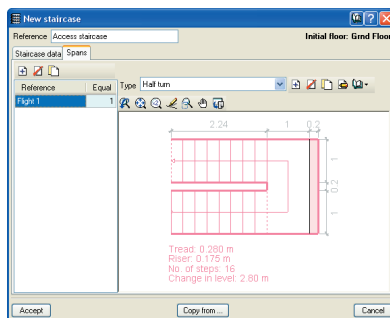 New staircase
Reference Access staircase Initial floor: Grnd Floor
Staircase data Spans
Reference Equal
Flight 1 1
Type Half turn
2.24 1 0.2
1
0.2
1
Tread: 0.280 m
Riser: 0.175 m
No. of steps: 16
Change in level: 2.80 m
Accept Copy from ... Cancel